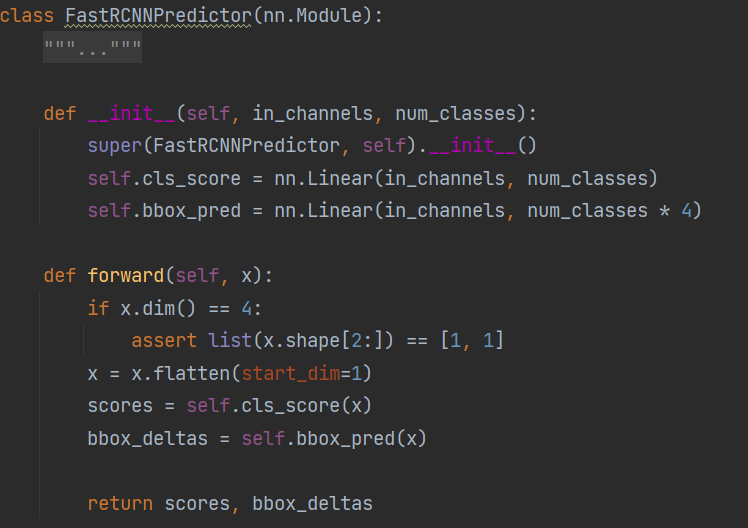 class FastRCNNPredictor(nn.Module):
    """..."""
    def __init__(self, in_channels, num_classes):
        super(FastRCNNPredictor, self).__init__()
        self.cls_score = nn.Linear(in_channels, num_classes)
        self.bbox_pred = nn.Linear(in_channels, num_classes * 4)
    def forward(self, x):
        if x.dim() == 4:
            assert list(x.shape[2:]) == [1, 1]
        x = x.flatten(start_dim=1)
        scores = self.cls_score(x)
        bbox_deltas = self.bbox_pred(x)
        return scores, bbox_deltas